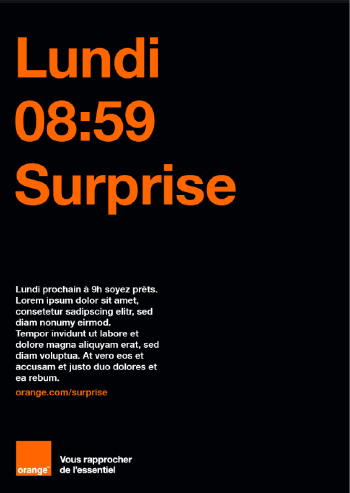 Lundi
08:59
Surprise
Lundi prochain à 9h soyez prêts.
Lorem ipsum dolor sit amet,
consetetur sadipscing elitr, sed
diam nonumy eirmod.
Tempor invidunt ut labore et
dolore magna aliquyam erat, sed
diam voluptua. At vero eos et
accusam et justo duo dolores et
ea rebum.
orange.com/surprise
orange™
Vous rapprocher
de l'essentiel